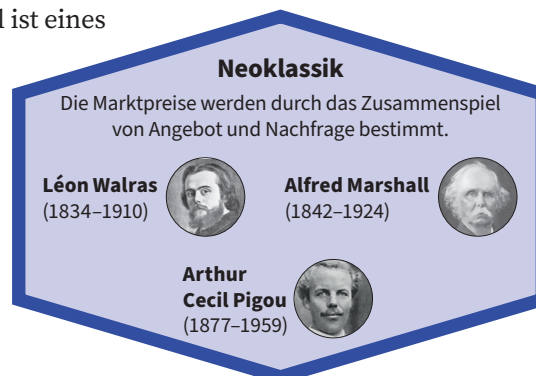 l ist eines
Neoklassik
Die Marktpreise werden durch das Zusammenspiel
von Angebot und Nachfrage bestimmt.
Léon Walras
(1834–1910)
Alfred Marshall
(1842–1924)
Arthur
Cecil Pigou
(1877–1959)